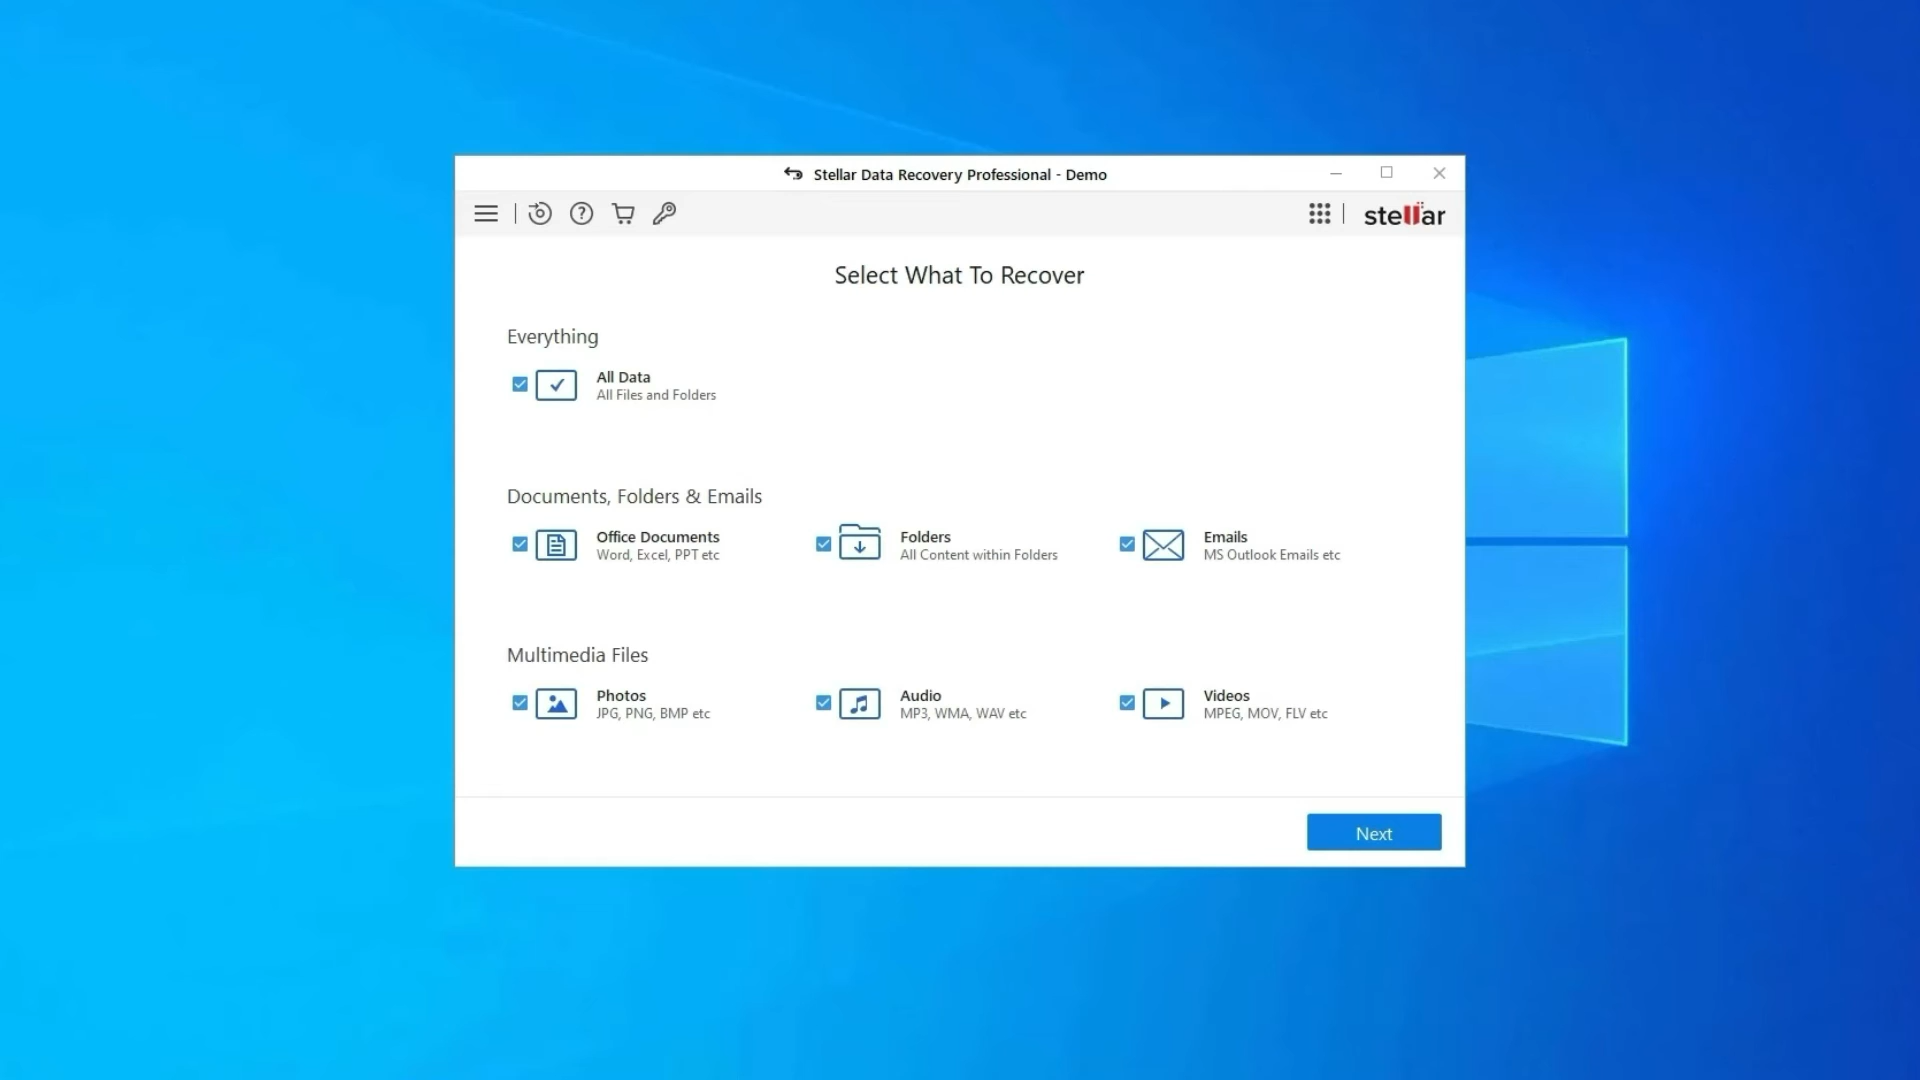 Stellar Data Recovery Professional - Demo
stellar
Select What To Recover
Everything
All Data
All Files and Folders
Documents, Folders & Emails
Office Documents
Word, Excel, PPT etc
Folders
All Content within Folders
Emails
MS Outlook Emails etc
Multimedia Files
Photos
JPG, PNG, BMP etc
Audio
MP3, WMA, WAV etc
Videos
MPEG, MOV, FLV etc
Next